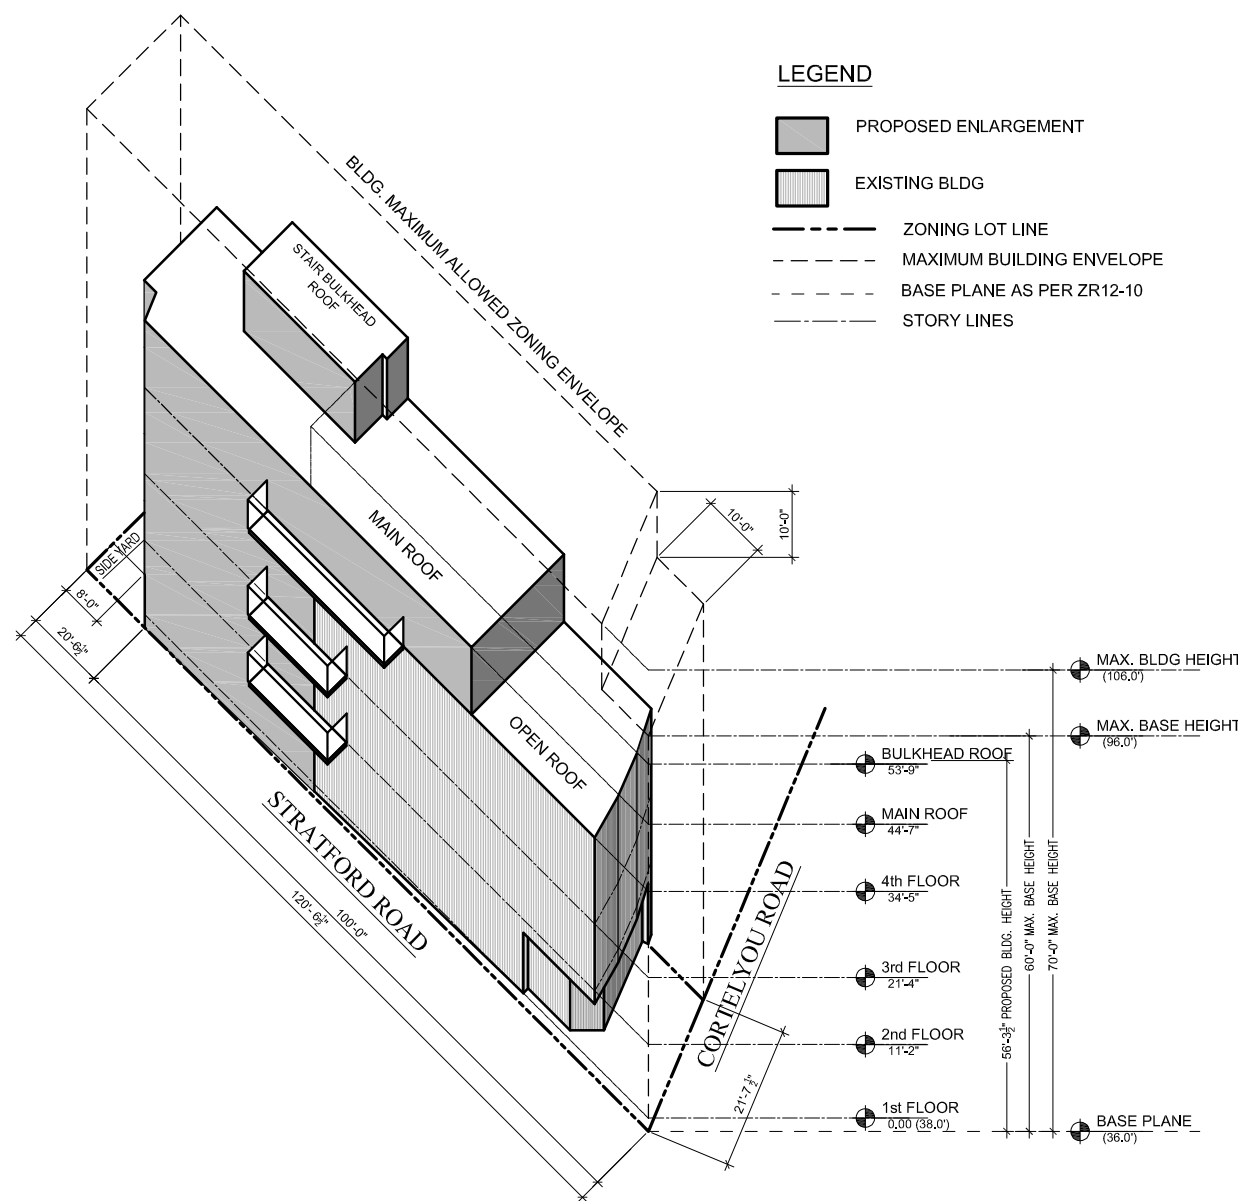 LEGEND
PROPOSED ENLARGEMENT
EXISTING BLDG
ZONING LOT LINE
MAXIMUM BUILDING ENVELOPE
BASE PLANE AS PER ZR12-10
STORY LINES
BLDG. MAXIMUM ALLOWED ZONING ENVELOPE
STAIR BULKHEAD
ROOF
MAIN ROOF
OPEN ROOF
SIDE YARD
8'-0"
20'-6½"
10'-0"
10'-0"
STRATFORD ROAD
100'-0"
120'-6½"
CORTELYOU ROAD
21'-7 ½"
MAX. BLDG HEIGHT
(106.0')
MAX. BASE HEIGHT
(96.0')
BULKHEAD ROOF
53'-9"
MAIN ROOF
44'-7"
4th FLOOR
34'-5"
3rd FLOOR
21'-4"
2nd FLOOR
11'-2"
1st FLOOR
0.00 (38.0')
BASE PLANE
(36.0')
56'-3½" PROPOSED BLDG. HEIGHT
60'-0" MAX. BASE HEIGHT
70'-0" MAX. BASE HEIGHT